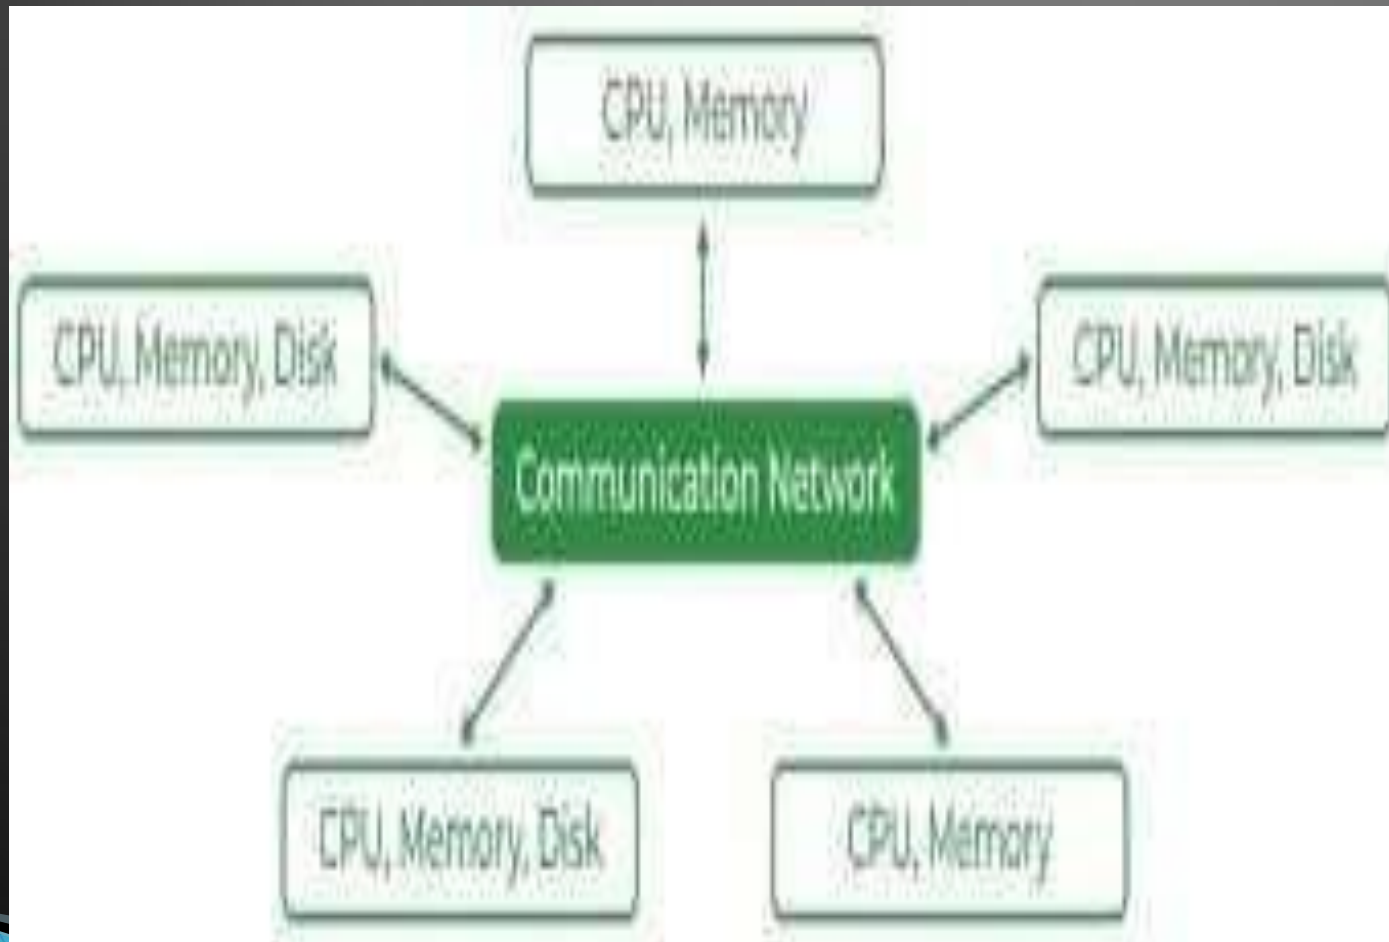 CPU, Memory
CPU, Memory, Disk
CPU, Memory, Disk
Communication Network
CPU, Memory, Disk
CPU, Memory